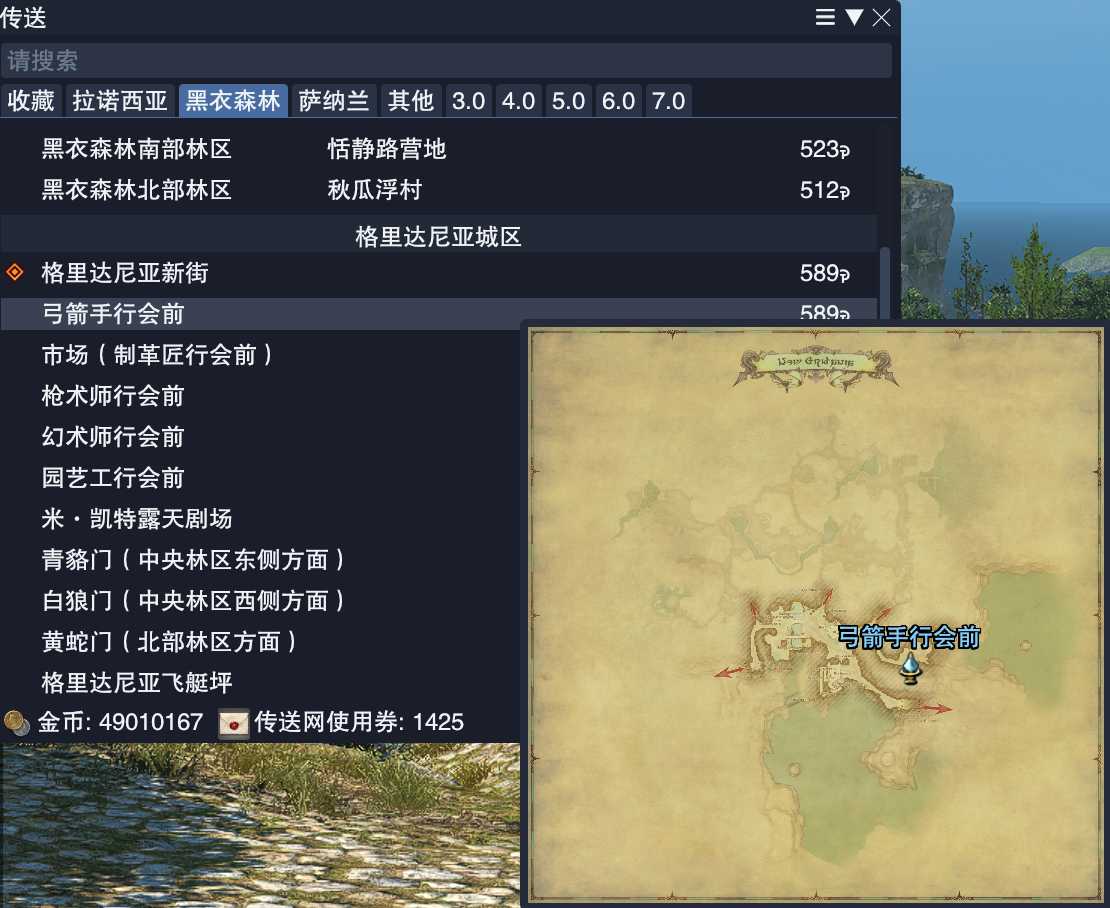 传送
请搜索
收藏 拉诺西亚 黑衣森林 萨纳兰 其他 3.0 4.0 5.0 6.0 7.0
黑衣森林南部林区 恬静路营地 523
黑衣森林北部林区 秋瓜浮村 512
格里达尼亚城区
格里达尼亚新街 589
弓箭手行会前 589
市场（制革匠行会前）
枪术师行会前
幻术师行会前
园艺工行会前
米·凯特露天剧场
青貉门（中央林区东侧方面）
白狼门（中央林区西侧方面）
黄蛇门（北部林区方面）
格里达尼亚飞艇坪
金币: 49010167 传送网使用券: 1425
New Gridania
弓箭手行会前